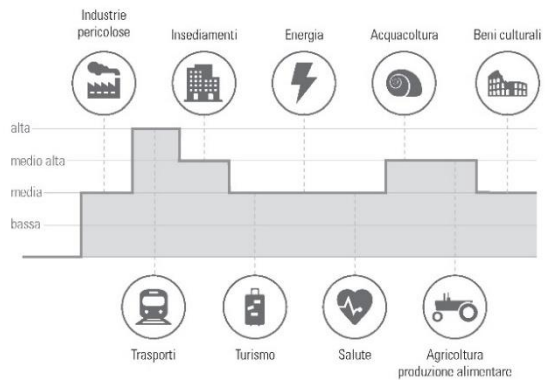 Industrie
pericolose
Insediamenti
Energia
Acquacoltura
Beni culturali
alta
medio alta
media
bassa
Trasporti
Turismo
Salute
Agricoltura
produzione alimentare